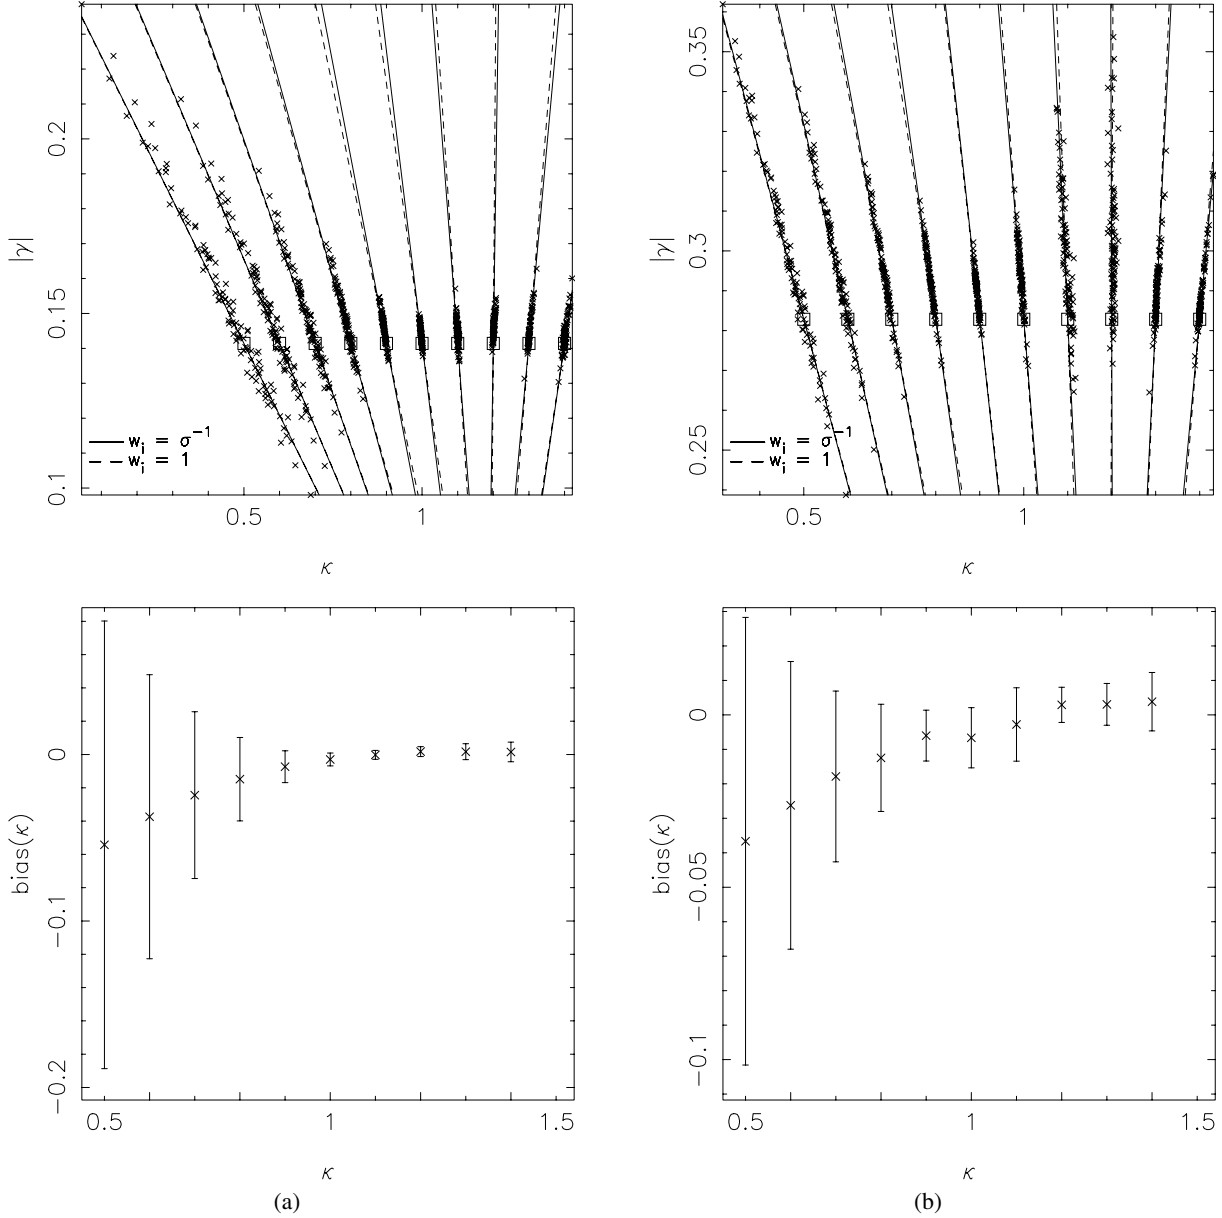 0.2
0.15
0.1
|γ|
w_i = σ^{-1}
w_i = 1
0.5 1
κ
0.35
0.3
0.25
|γ|
w_i = σ^{-1}
w_i = 1
0.5 1
κ
0
−0.1
−0.2
bias(κ)
0.5 1 1.5
κ
(a)
0
−0.05
−0.1
bias(κ)
0.5 1 1.5
κ
(b)